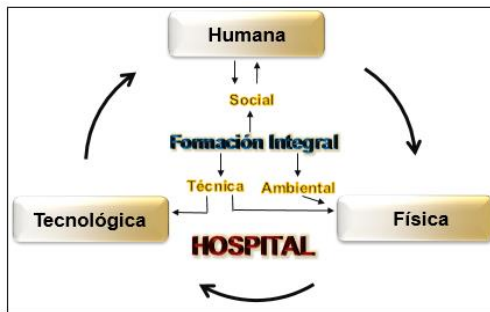 Humana
Social
Formación Integral
Técnica
Ambiental
Tecnológica
Física
HOSPITAL